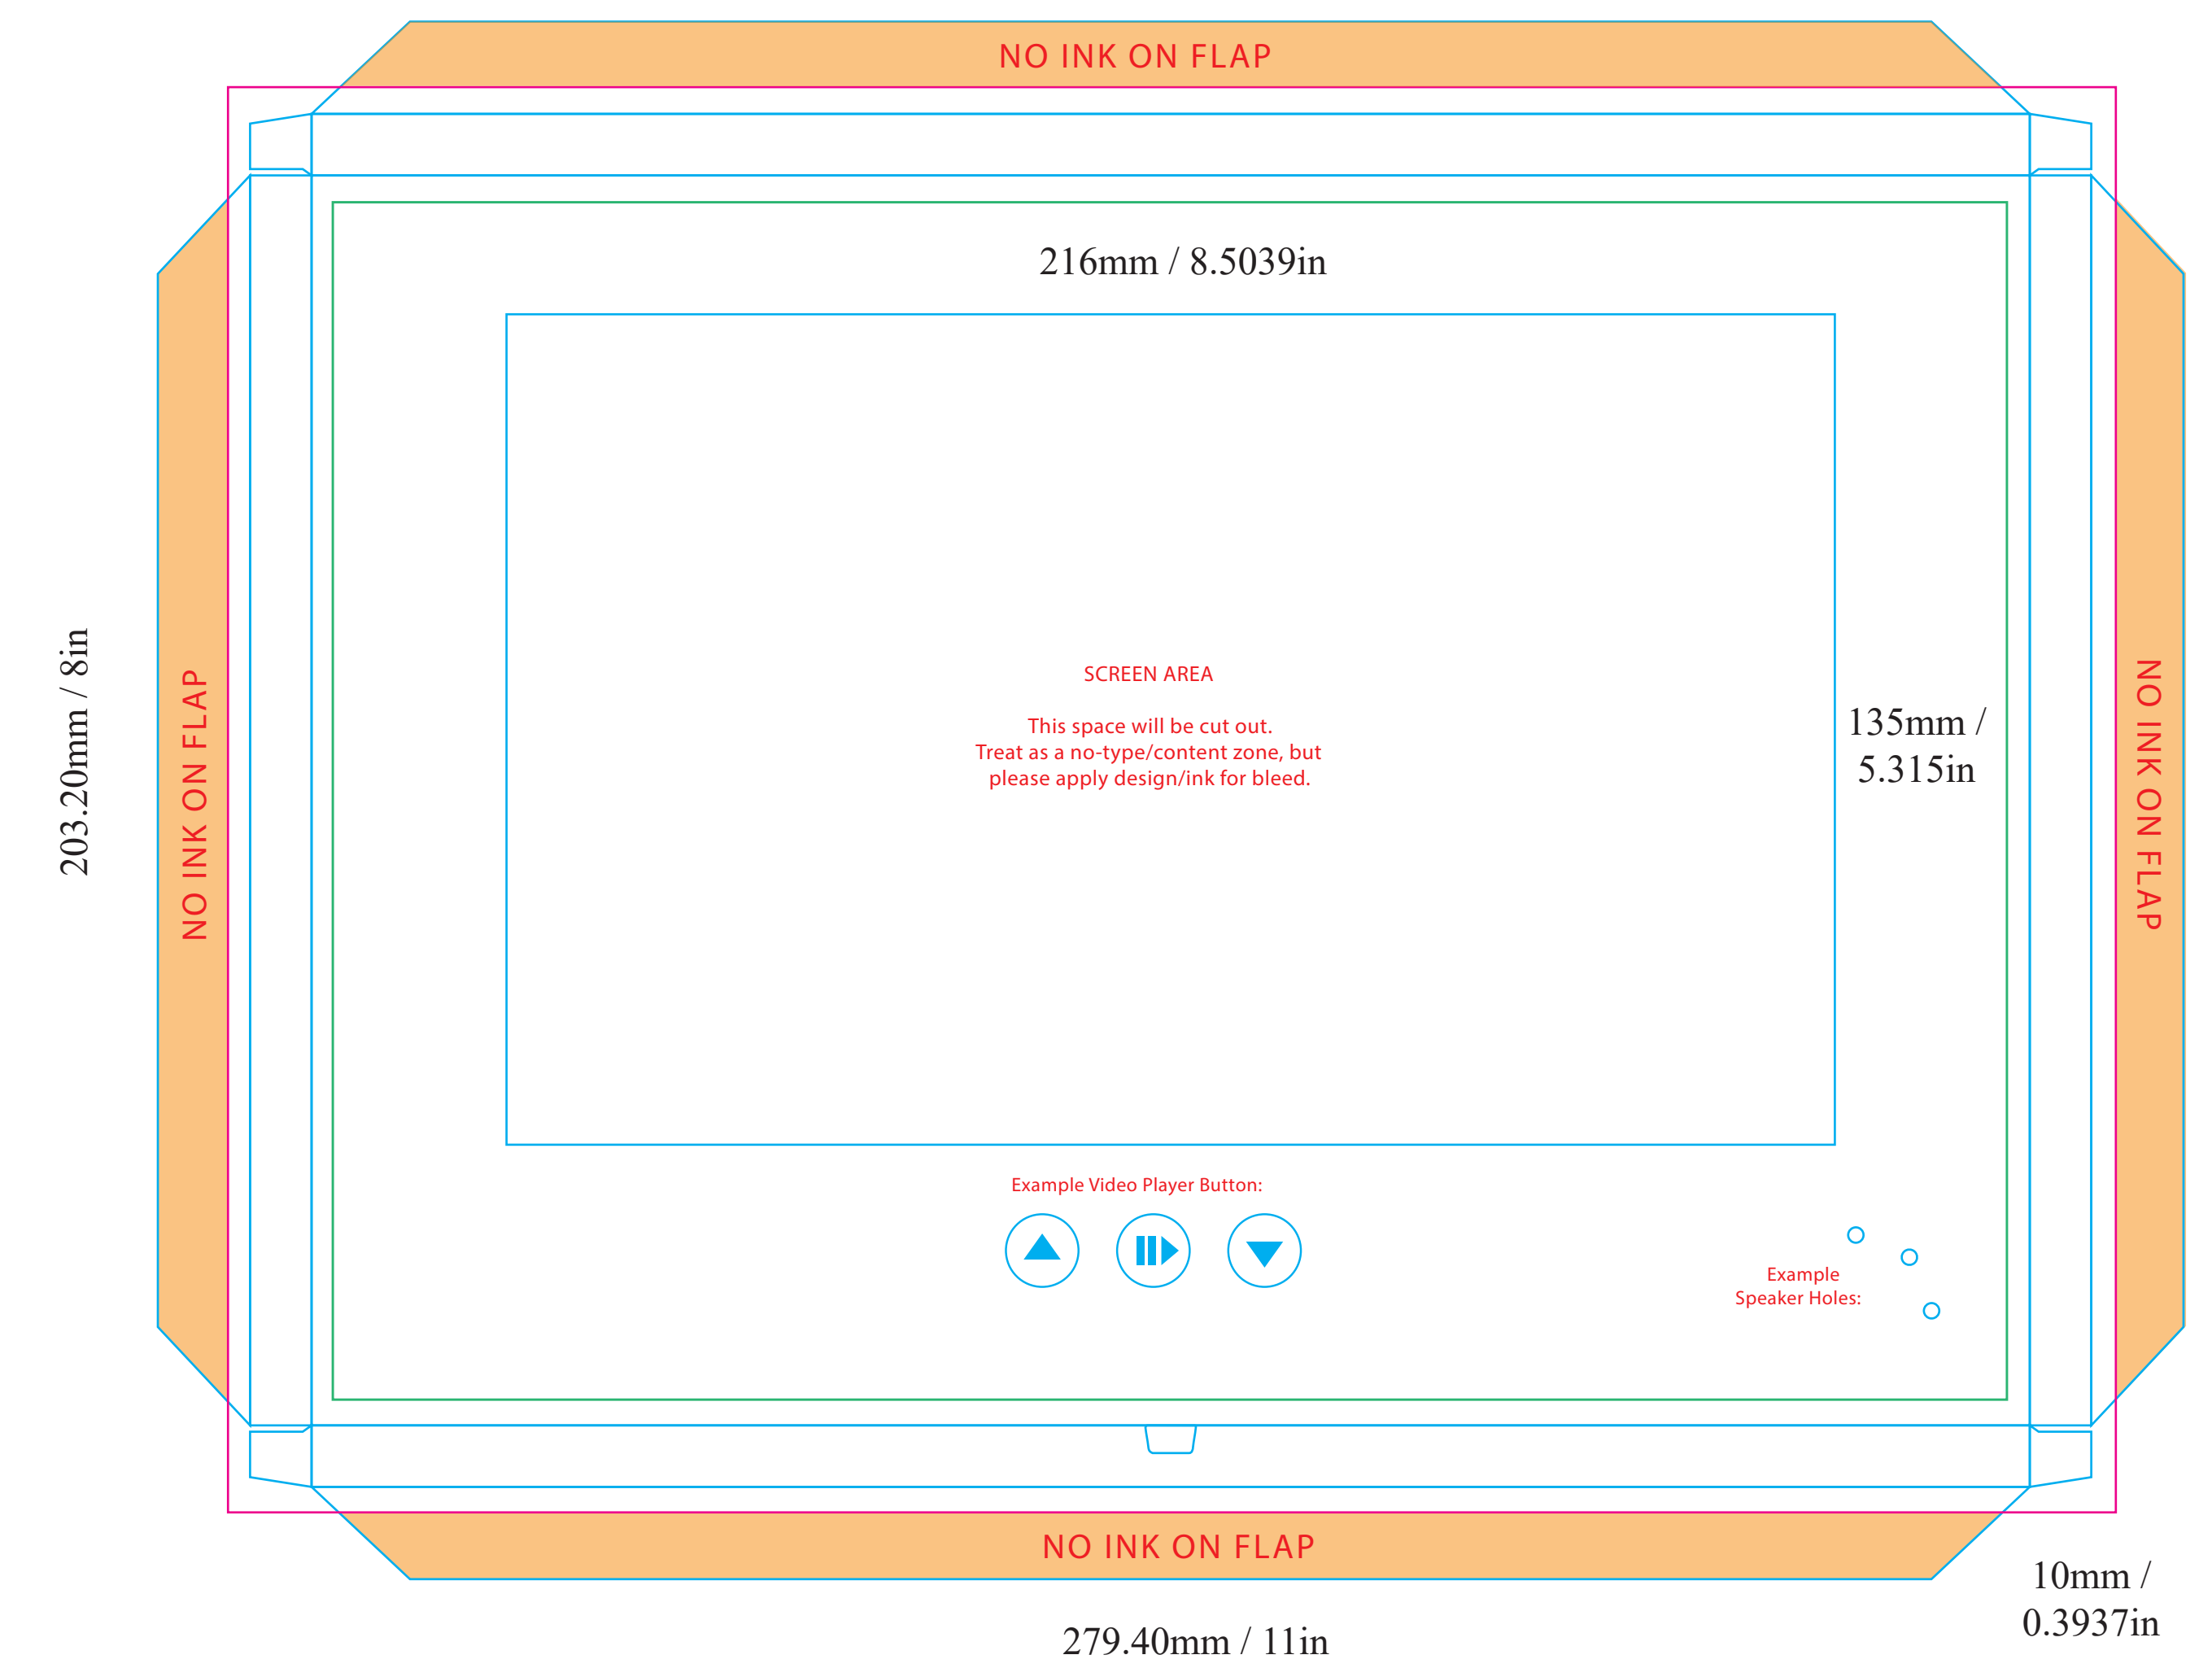 NO INK ON FLAP
216mm / 8.5039in
203.20mm / 8in
NO INK ON FLAP
SCREEN AREA
This space will be cut out.
Treat as a no-type/content zone, but
please apply design/ink for bleed.
135mm /
5.315in
NO INK ON FLAP
Example Video Player Button:
Example
Speaker Holes:
NO INK ON FLAP
10mm /
0.3937in
279.40mm / 11in